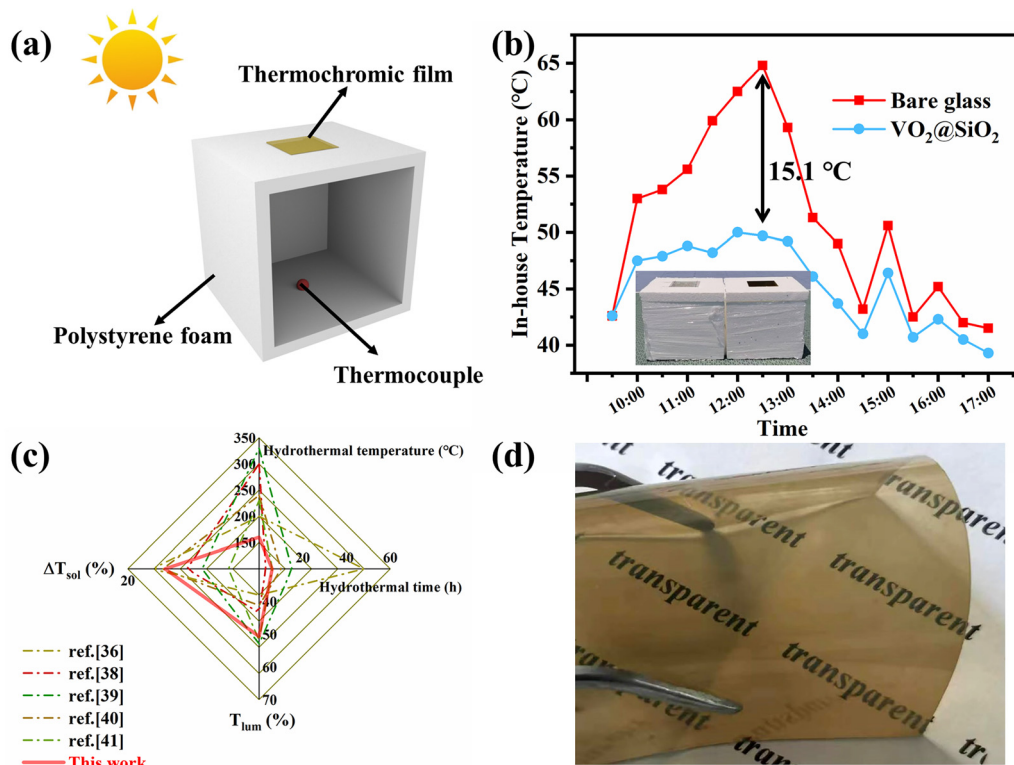 (a)
Thermochromic film
Polystyrene foam
Thermocouple
(b)
In-house Temperature (℃)
65
60
55
50
45
40
Bare glass
VO₂@SiO₂
15.1 ℃
10:00
11:00
12:00
13:00
14:00
15:00
16:00
17:00
Time
(c)
350
Hydrothermal temperature (℃)
300
250
200
150
20
40
60
Hydrothermal time (h)
ΔTsol (%)
20
40
50
60
70
Tlum (%)
ref.[36]
ref.[38]
ref.[39]
ref.[40]
ref.[41]
This work
(d)
transparent
transparent
transparent
transparent
transparent
transparent